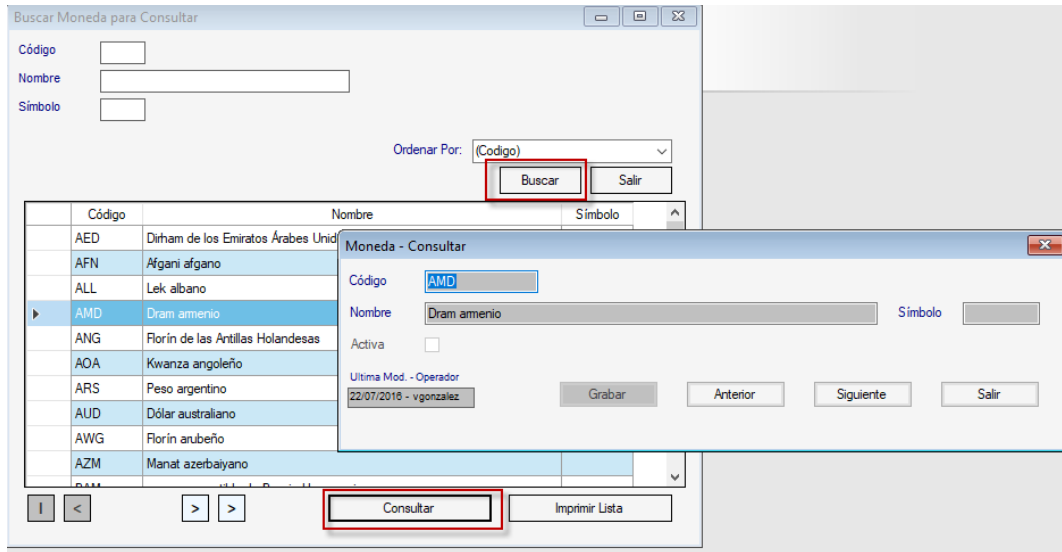 Buscar Moneda para Consultar
Código
Nombre
Símbolo
Ordenar Por: (Codigo)
Buscar Salir
Código Nombre Símbolo
AED Dirham de los Emiratos Árabes Unid
AFN Afgani afgano
ALL Lek albano
AMD Dram armenio
ANG Florín de las Antillas Holandesas
AOA Kwanza angoleño
ARS Peso argentino
AUD Dólar australiano
AWG Florín arubeño
AZM Manat azerbaiyano
I < > > Consultar Imprimir Lista
Moneda - Consultar
Código AMD
Nombre Dram armenio Símbolo
Activa
Ultima Mod. - Operador
22/07/2016 - vgonzalez Grabar Anterior Siguiente Salir